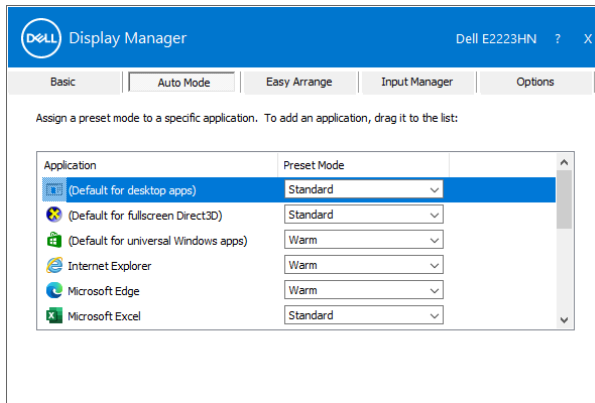 DELL Display Manager Dell E2223HN ? X
Basic Auto Mode Easy Arrange Input Manager Options
Assign a preset mode to a specific application. To add an application, drag it to the list:
Application Preset Mode
(Default for desktop apps) Standard
(Default for fullscreen Direct3D) Standard
(Default for universal Windows apps) Warm
Internet Explorer Warm
Microsoft Edge Warm
Microsoft Excel Standard